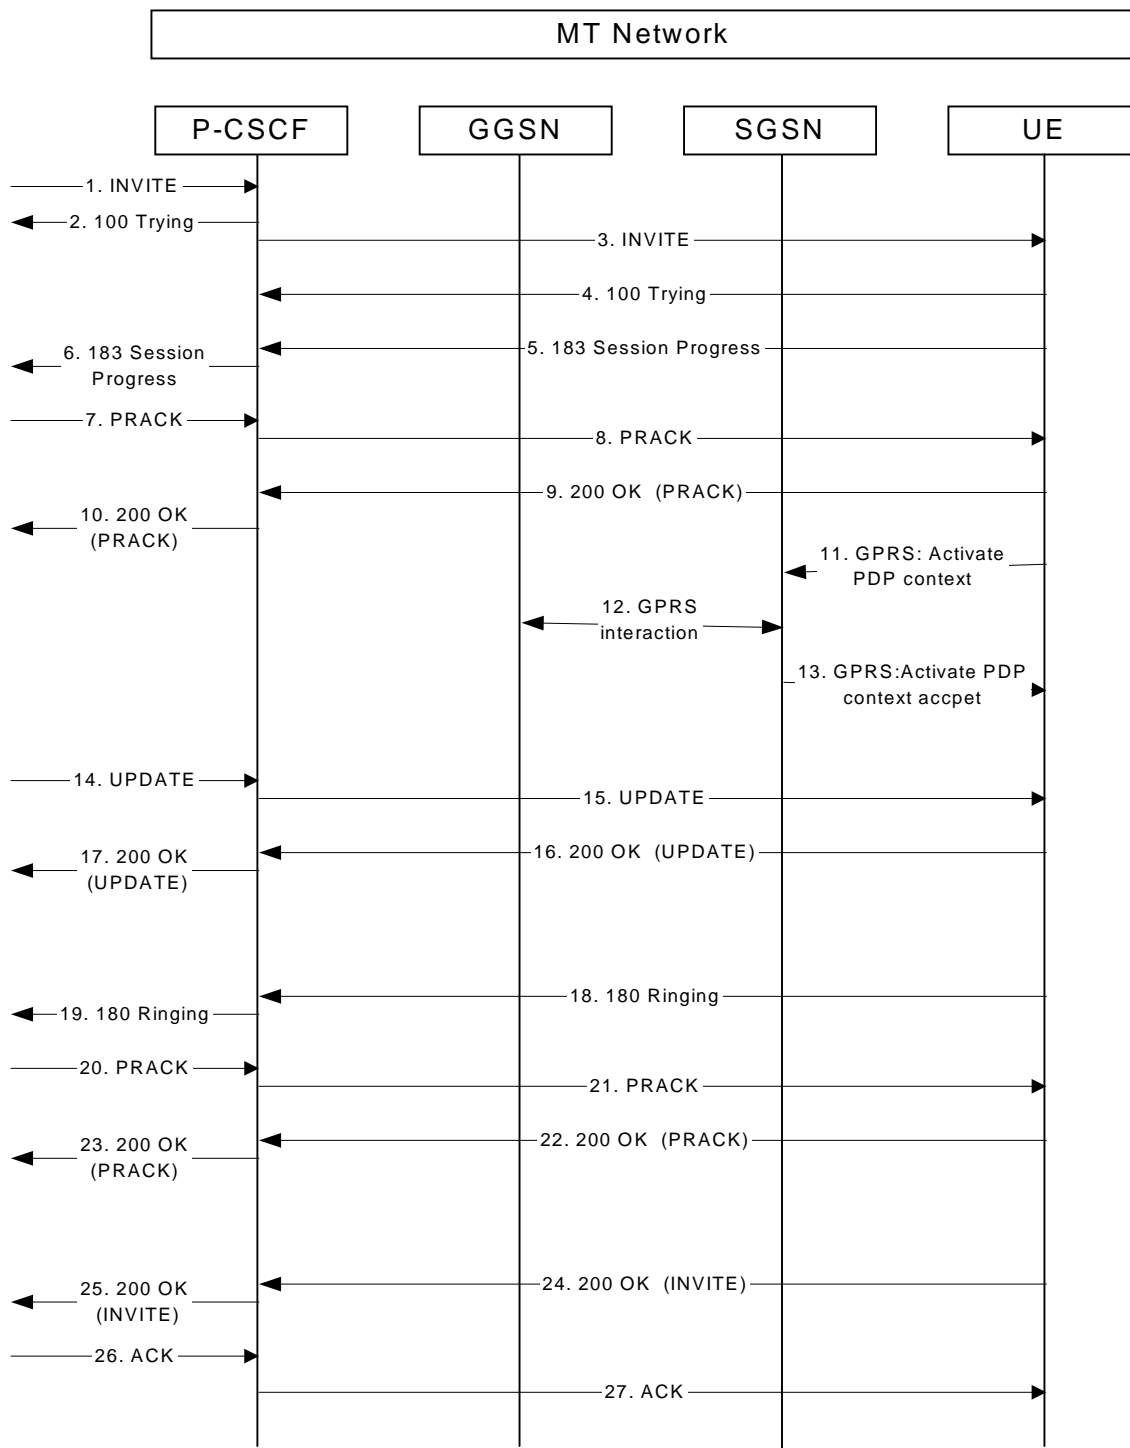 MT Network
P-CSCF
GGSN
SGSN
UE
1. INVITE
2. 100 Trying
3. INVITE
4. 100 Trying
5. 183 Session Progress
6. 183 Session
Progress
7. PRACK
8. PRACK
9. 200 OK (PRACK)
10. 200 OK
(PRACK)
11. GPRS: Activate
PDP context
12. GPRS
interaction
13. GPRS:Activate PDP
context accpet
14. UPDATE
15. UPDATE
16. 200 OK (UPDATE)
17. 200 OK
(UPDATE)
18. 180 Ringing
19. 180 Ringing
20. PRACK
21. PRACK
22. 200 OK (PRACK)
23. 200 OK
(PRACK)
24. 200 OK (INVITE)
25. 200 OK
(INVITE)
26. ACK
27. ACK